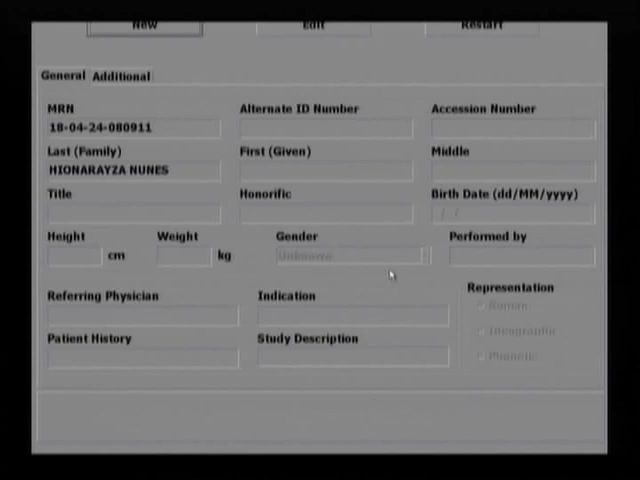 New Edit Restart
General Additional
MRN Alternate ID Number Accession Number
18-04-24-080911
Last (Family) First (Given) Middle
HIONARAYZA NUNES
Title Honorific Birth Date (dd/MM/yyyy)
/ /
Height Weight Gender Performed by
cm kg Unknown
Referring Physician Indication Representation
Roman
Ideographic
Patient History Study Description
Phonetic